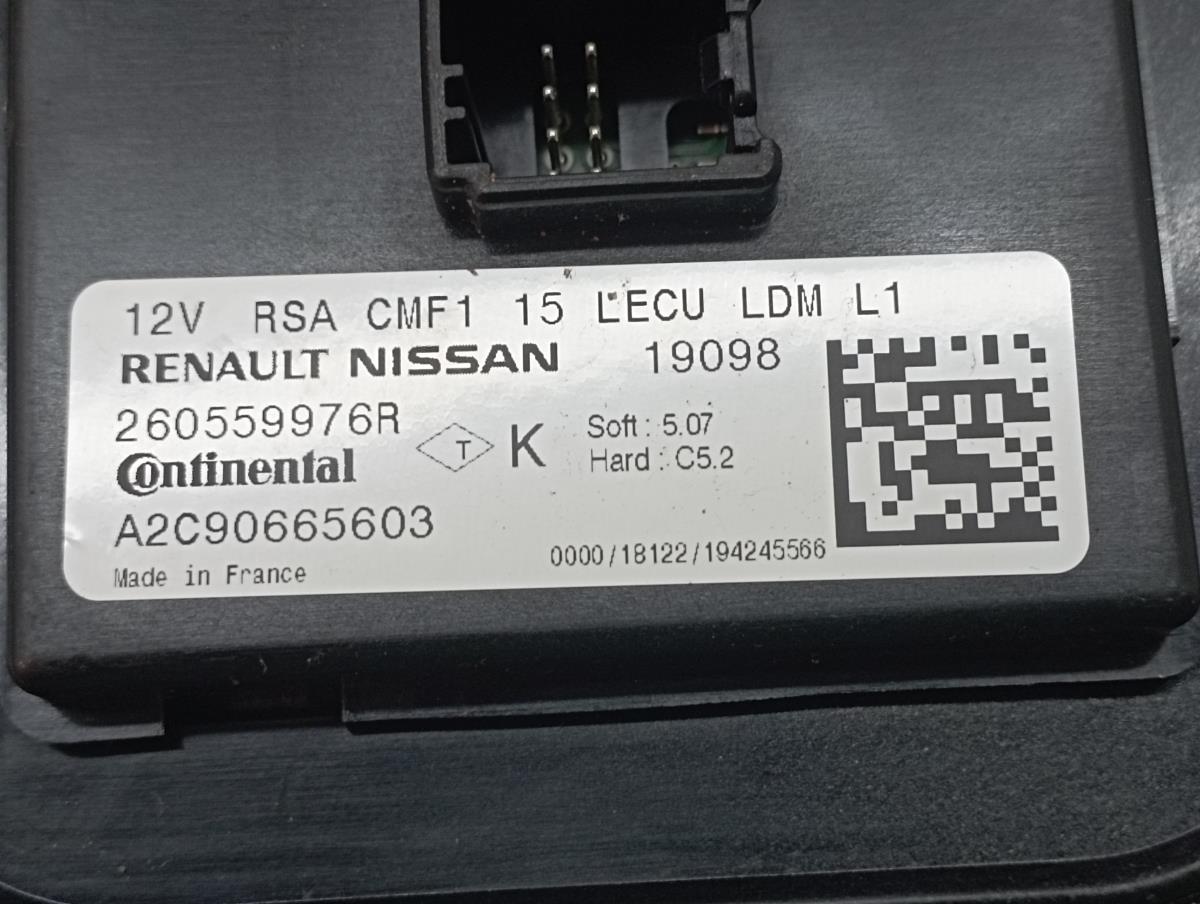 12V RSA CMF1 15 LECU LDM L1
RENAULT NISSAN 19098
260559976R
T K Soft : 5.07
Continental Hard : C5.2
A2C90665603
0000/18122/194245566
Made in France